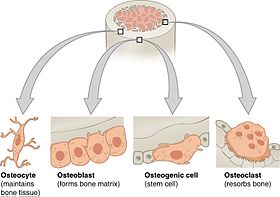 Osteocyte
(maintains
bone tissue)
Osteoblast
(forms bone matrix)
Osteogenic cell
(stem cell)
Osteoclast
(resorbs bone)